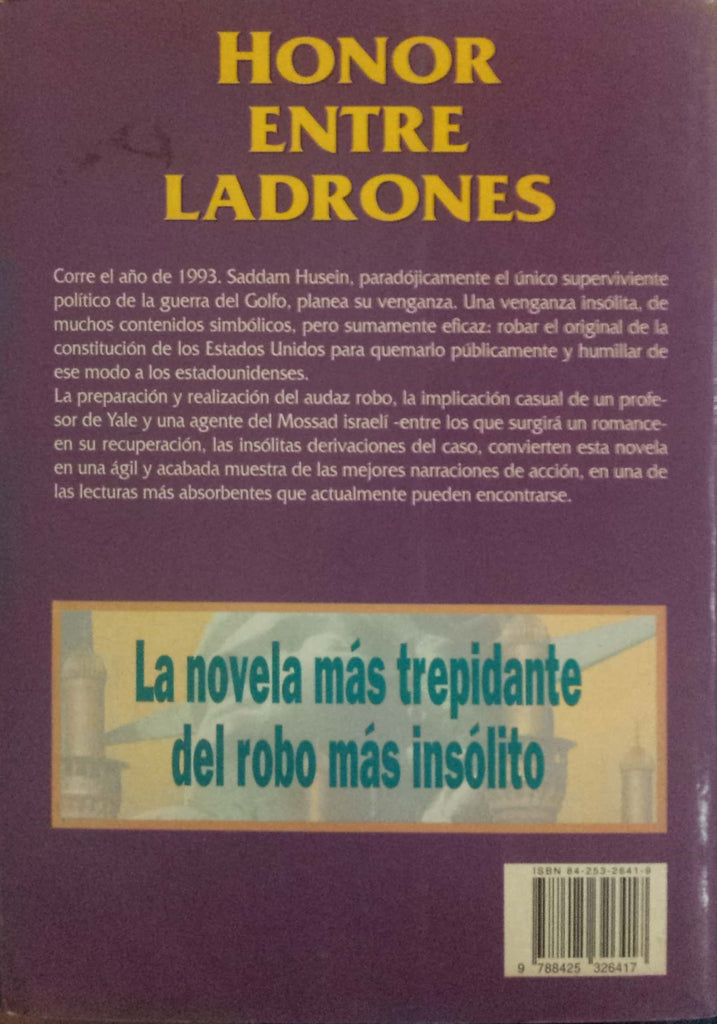 HONOR
ENTRE
LADRONES
Corre el año de 1993. Saddam Husein, paradójicamente el único superviviente
político de la guerra del Golfo, planea su venganza. Una venganza insólita, de
muchos contenidos simbólicos, pero sumamente eficaz: robar el original de la
constitución de los Estados Unidos para quemarlo públicamente y humillar de
ese modo a los estadounidenses.
La preparación y realización del audaz robo, la implicación casual de un profe-
sor de Yale y una agente del Mossad israelí -entre los que surgirá un romance-
en su recuperación, las insólitas derivaciones del caso, convierten esta novela
en una ágil y acabada muestra de las mejores narraciones de acción, en una de
las lecturas más absorbentes que actualmente pueden encontrarse.
La novela más trepidante
del robo más insólito
ISBN 84-253-2641-9
9 788425 326417